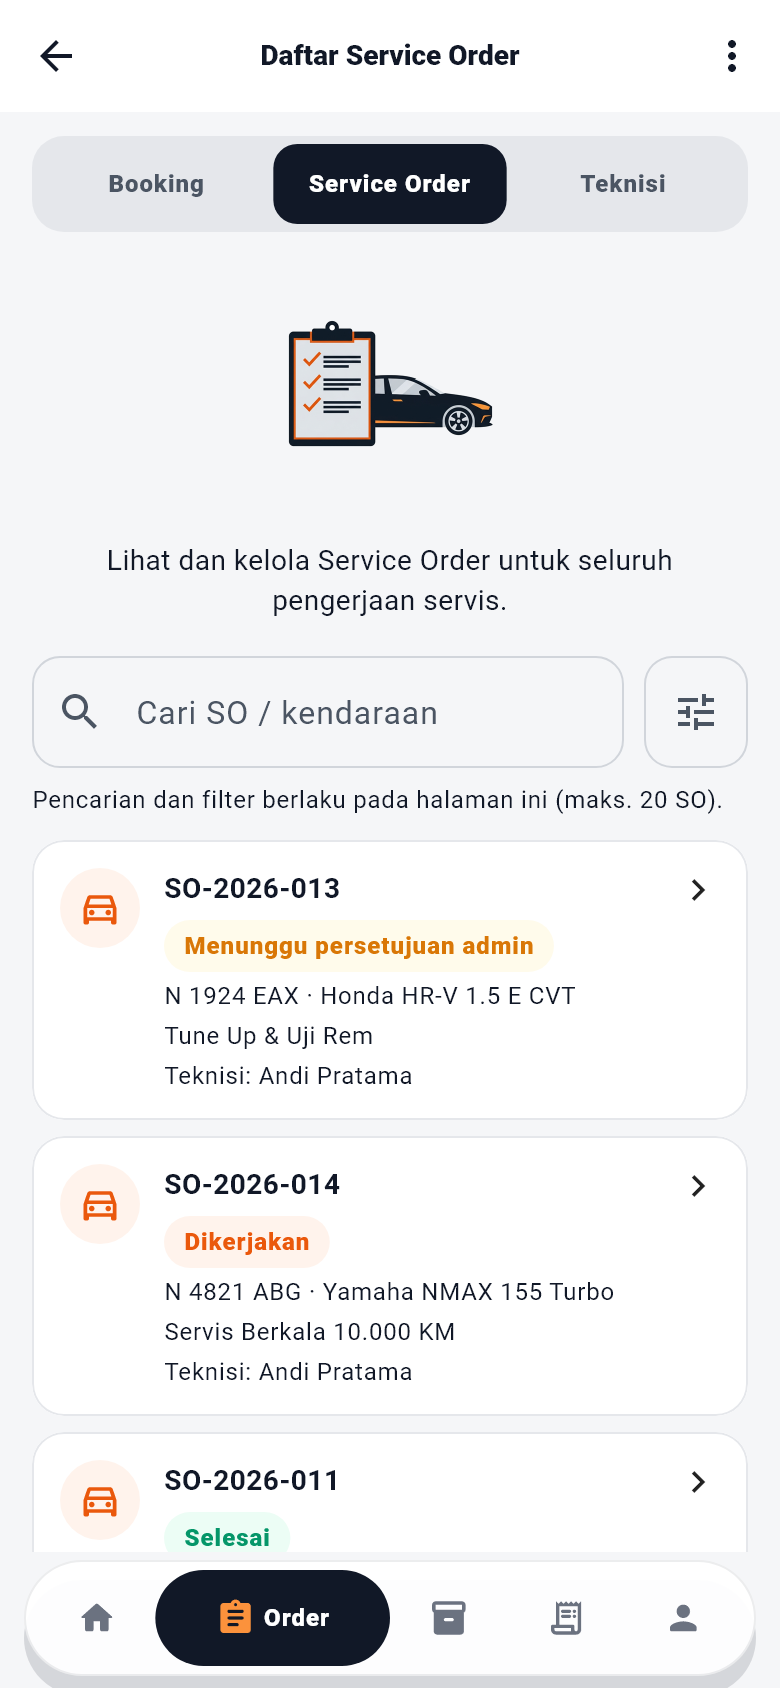 Daftar Service Order
Booking
Service Order
Teknisi
Lihat dan kelola Service Order untuk seluruh
pengerjaan servis.
Cari SO / kendaraan
Pencarian dan filter berlaku pada halaman ini (maks. 20 SO).
SO-2026-013
Menunggu persetujuan admin
N 1924 EAX · Honda HR-V 1.5 E CVT
Tune Up & Uji Rem
Teknisi: Andi Pratama
SO-2026-014
Dikerjakan
N 4821 ABG · Yamaha NMAX 155 Turbo
Servis Berkala 10.000 KM
Teknisi: Andi Pratama
SO-2026-011
Selesai
Order